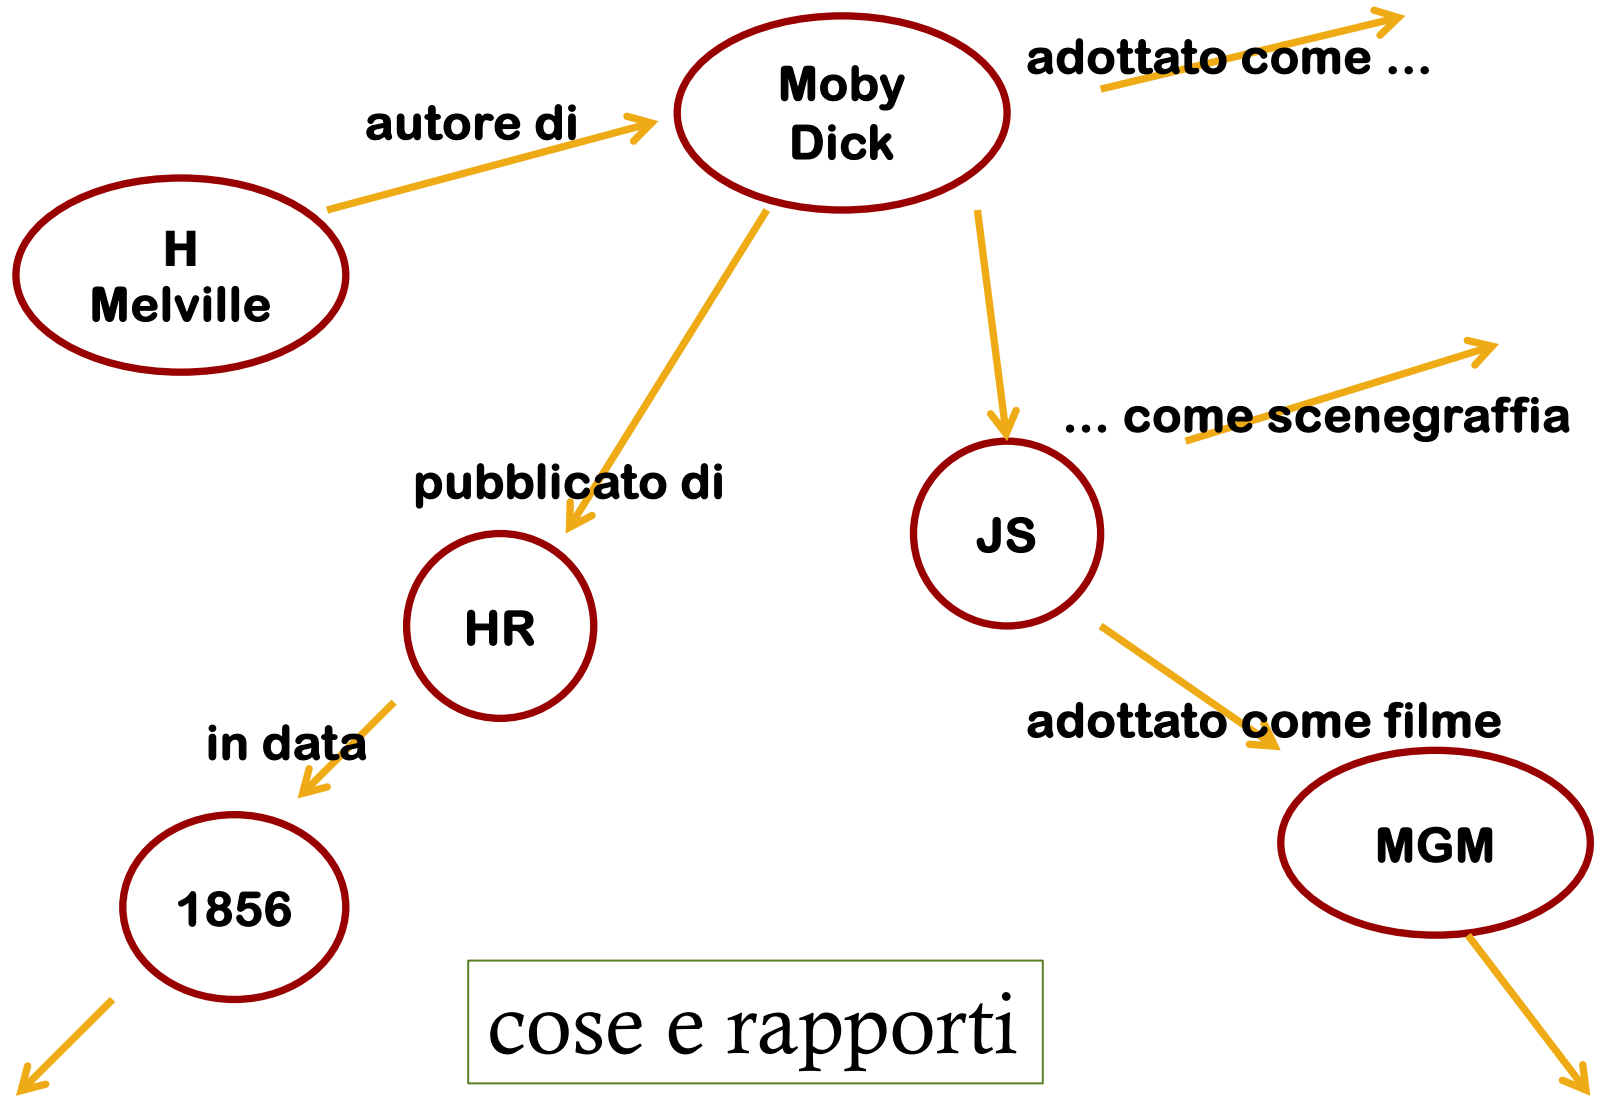 adottato come ...
Moby
Dick
autore di
H
Melville
... come scenegraffia
pubblicato di
JS
HR
adottato come filme
in data
MGM
1856
cose e rapporti